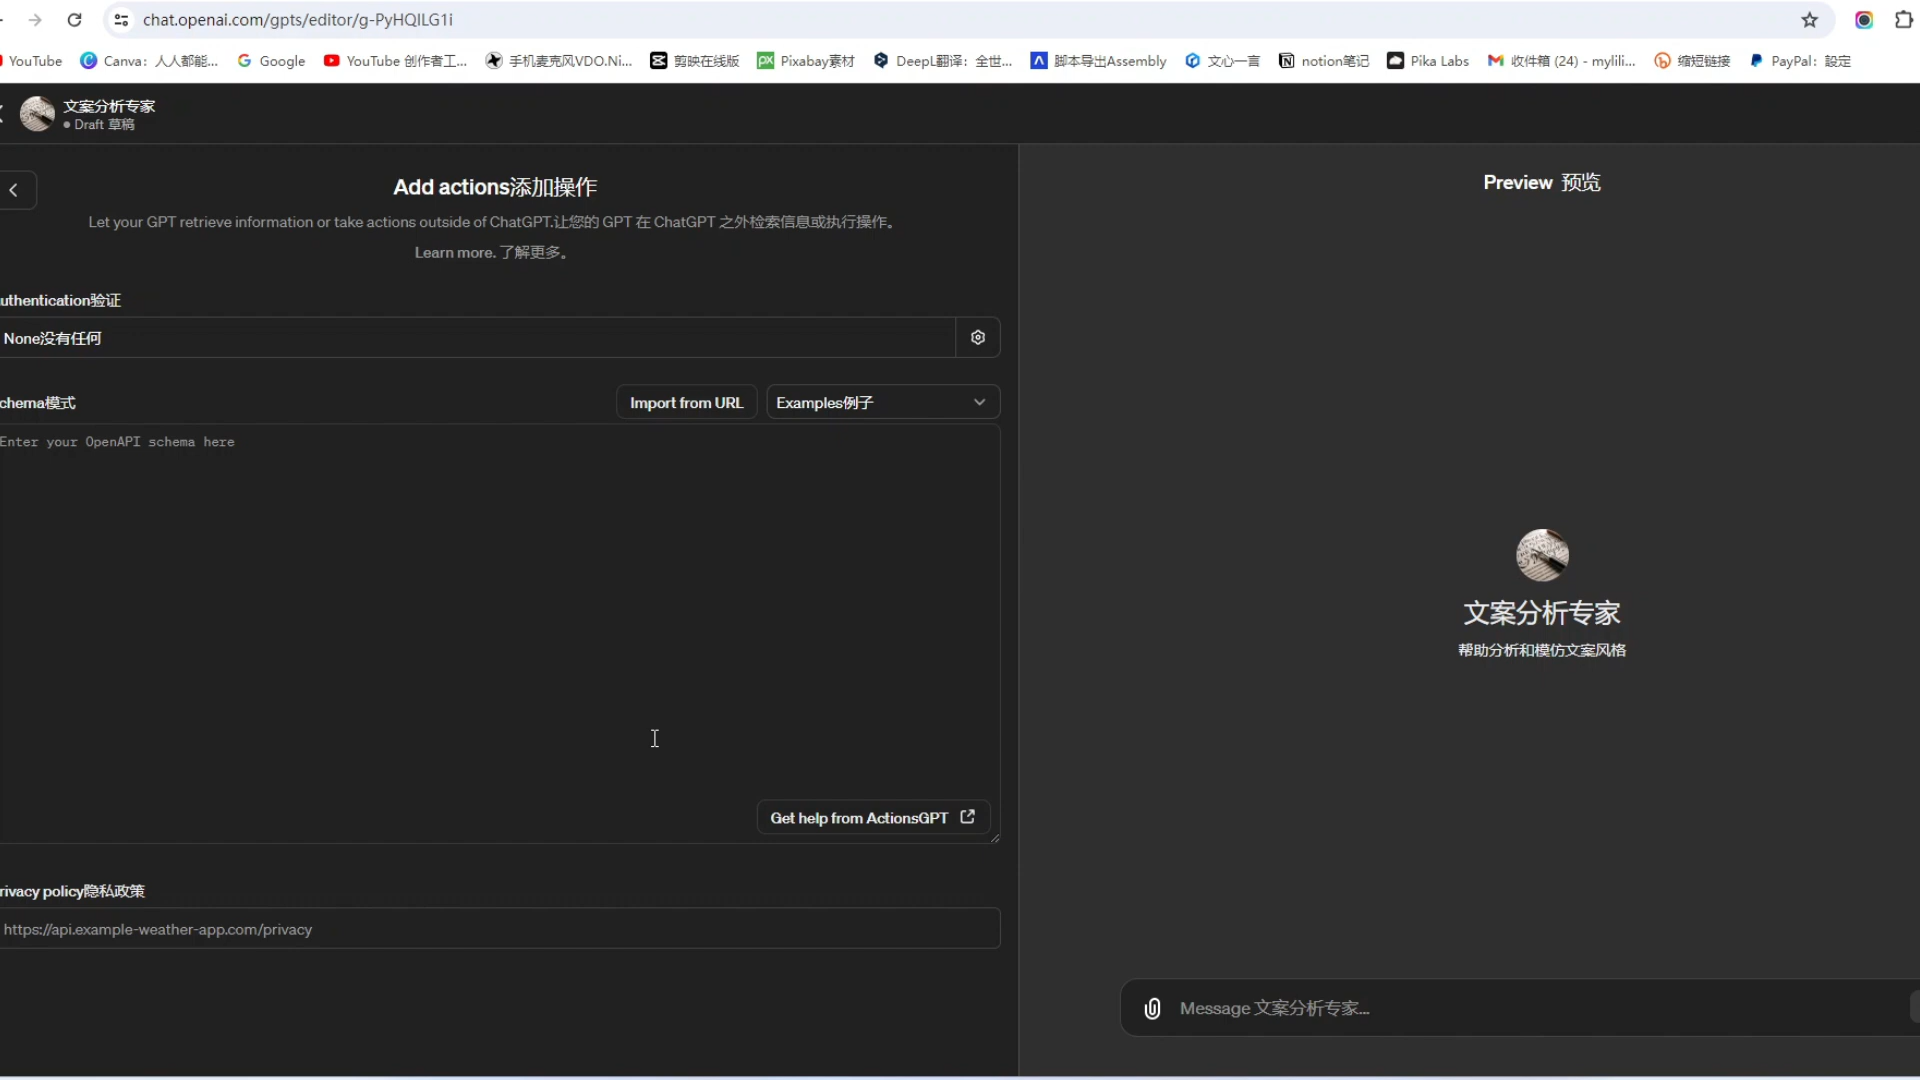 chat.openai.com/gpts/editor/g-PyHQILG1i
YouTube Canva：人人都能... Google YouTube 创作者工... 手机麦克风VDO.Ni... 剪映在线版 Pixabay素材 DeepL翻译：全世... 脚本导出Assembly 文心一言 notion笔记 Pika Labs 收件箱 (24) - mylili... 缩短链接 PayPal：設定
文案分析专家
Draft 草稿
Add actions添加操作
Let your GPT retrieve information or take actions outside of ChatGPT.让您的 GPT 在 ChatGPT 之外检索信息或执行操作。
Learn more. 了解更多。
uthentication验证
None没有任何
chema模式
Import from URL
Examples例子
Enter your OpenAPI schema here
Get help from ActionsGPT
rivacy policy隐私政策
https://api.example-weather-app.com/privacy
Preview 预览
文案分析专家
帮助分析和模仿文案风格
Message 文案分析专家...